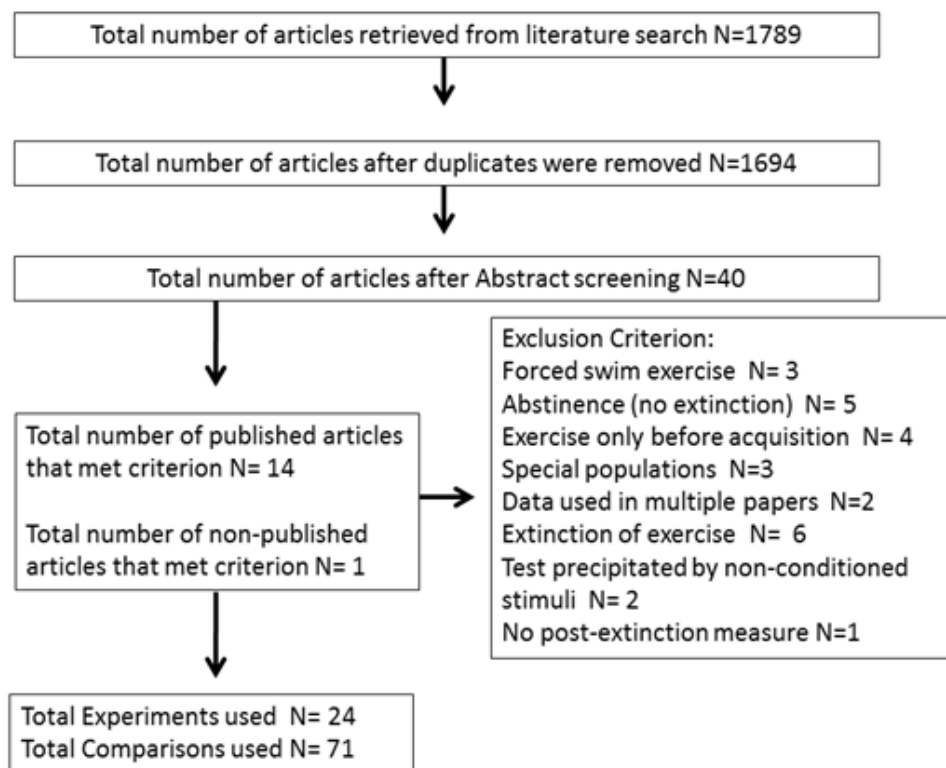 Total number of articles retrieved from literature search N=1789
Total number of articles after duplicates were removed N=1694
Total number of articles after Abstract screening N=40
Total number of published articles
that met criterion N= 14
Total number of non-published
articles that met criterion N= 1
Exclusion Criterion:
Forced swim exercise N= 3
Abstinence (no extinction) N= 5
Exercise only before acquisition N= 4
Special populations N=3
Data used in multiple papers N=2
Extinction of exercise N= 6
Test precipitated by non-conditioned
stimuli N= 2
No post-extinction measure N=1
Total Experiments used N= 24
Total Comparisons used N= 71